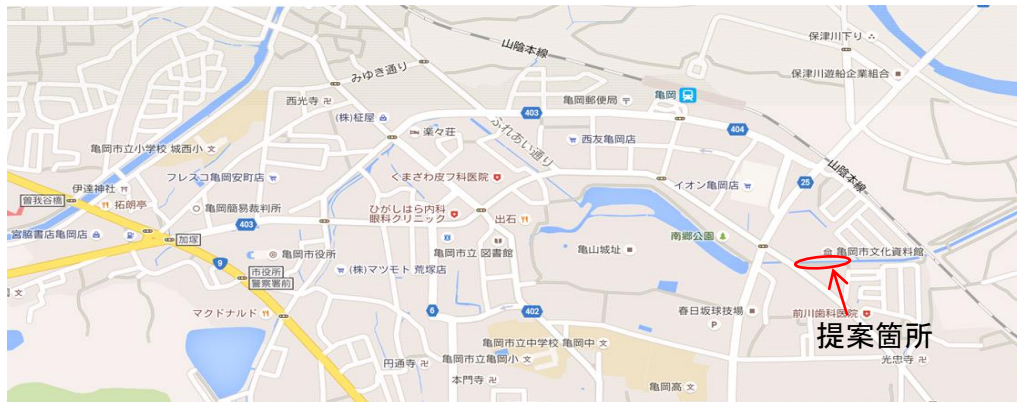 保津川下り
山陰本線
保津川遊船企業組合
みゆき通り
亀岡
西光寺
亀岡郵便局
403
(株)柾屋
楽々荘
ふれあい通り
404
西友亀岡店
亀岡市立小学校 城西小
くまざわ皮フ科医院
山陰本線
フレスコ亀岡安町店
イオン亀岡店
25
伊達神社
曽我谷橋
拓朗亭
亀岡簡易裁判所
ひがしはら内科
眼科クリニック
出石
403
南郷公園
宮脇書店亀岡店
加塚
亀岡市役所
亀岡市立 図書館
亀山城址
亀岡市文化資料館
9
市役所
警察署前
(株)マツモト 荒塚店
マクドナルド
6
402
春日坂球技場
P
前川歯科医院
提案箇所
文
亀岡市立中学校 亀岡中
円通寺
亀岡市立亀岡小
光忠寺
本門寺
亀岡高